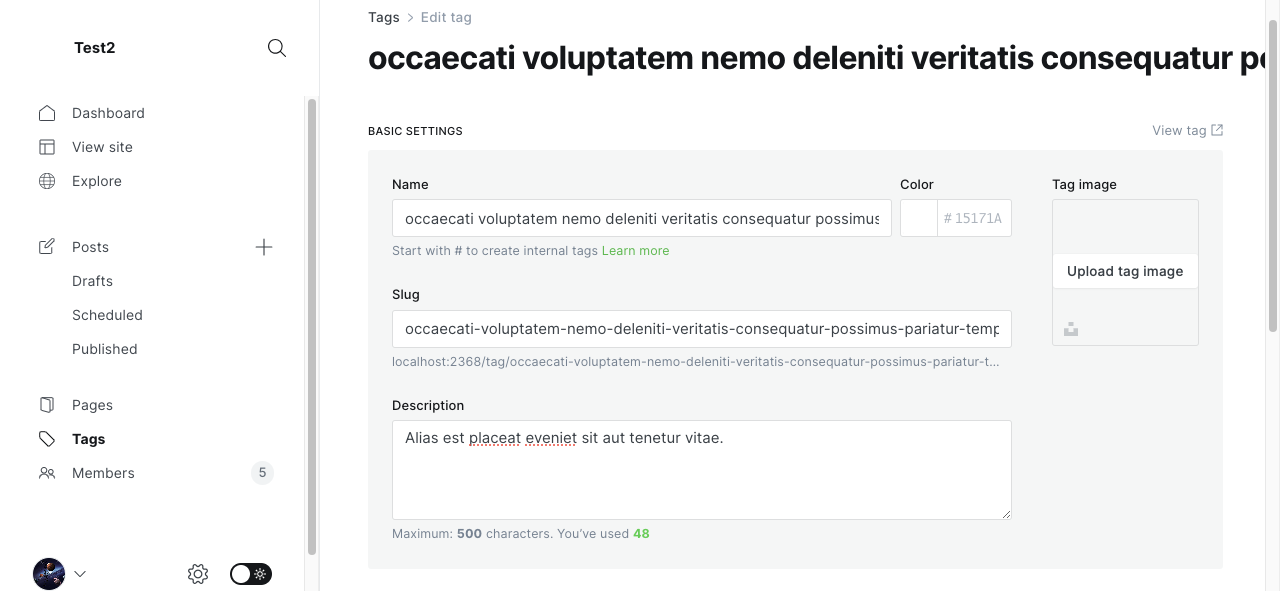 Test2
Dashboard
View site
Explore
Posts
Drafts
Scheduled
Published
Pages
Tags
Members
5
Tags > Edit tag
occaecati voluptatem nemo deleniti veritatis consequatur
BASIC SETTINGS
View tag
Name
occaecati voluptatem nemo deleniti veritatis consequatur possimus
Start with # to create internal tags Learn more
Color
# 15171A
Tag image
Upload tag image
Slug
occaecati-voluptatem-nemo-deleniti-veritatis-consequatur-possimus-pariatur-temp
localhost:2368/tag/occaecati-voluptatem-nemo-deleniti-veritatis-consequatur-possimus-pariatur-t...
Description
Alias est placeat eveniet sit aut tenetur vitae.
Maximum: 500 characters. You've used 48